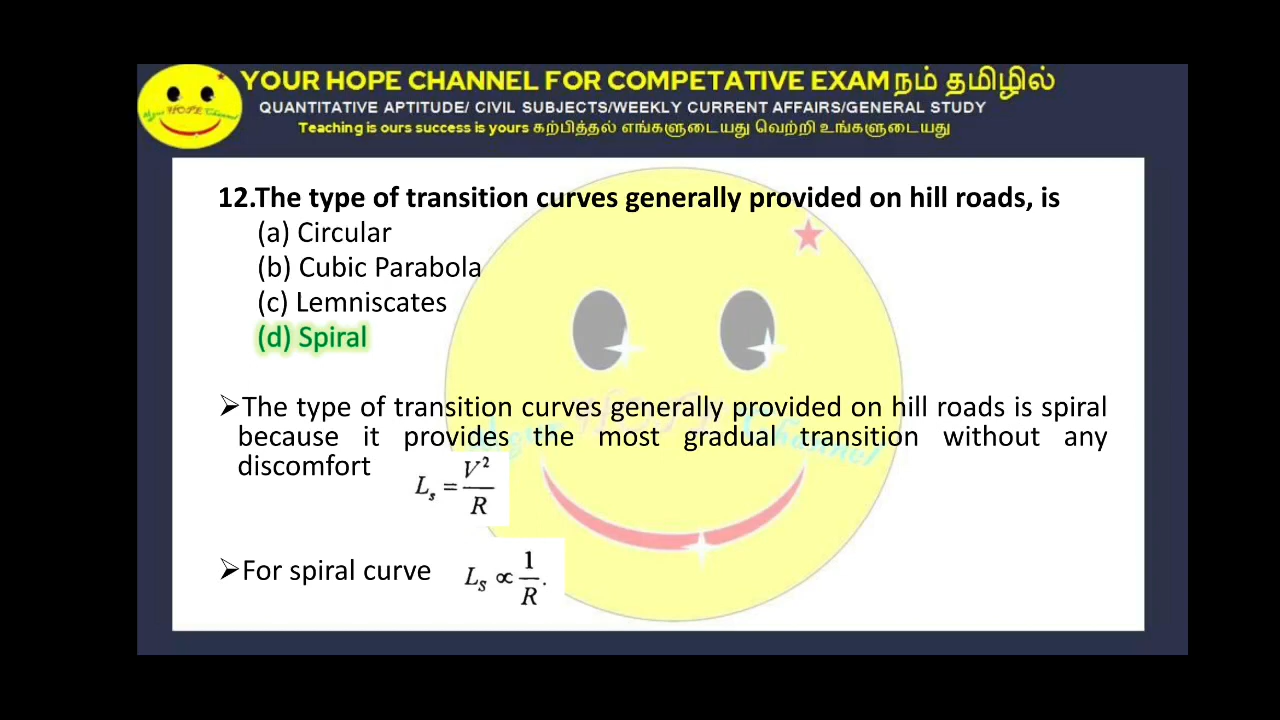 YOUR HOPE CHANNEL FOR COMPETATIVE EXAM நம் தமிழில்
QUANTITATIVE APTITUDE/ CIVIL SUBJECTS/WEEKLY CURRENT AFFAIRS/GENERAL STUDY
Teaching is ours success is yours கற்பித்தல் எங்களுடையது வெற்றி உங்களுடையது
12.The type of transition curves generally provided on hill roads, is
(a) Circular
(b) Cubic Parabola
(c) Lemniscates
(d) Spiral
➢The type of transition curves generally provided on hill roads is spiral
because it provides the most gradual transition without any
discomfort Lₛ = V²/R
➢For spiral curve L_S ∝ 1/R.